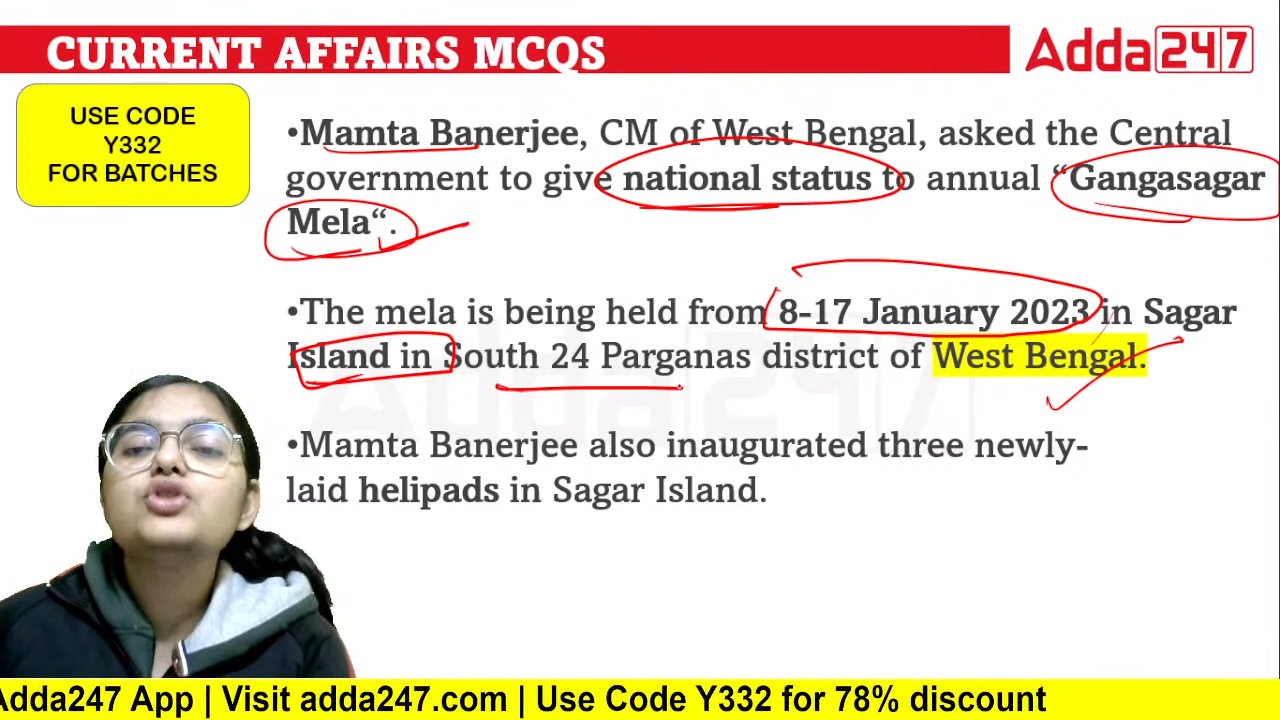 CURRENT AFFAIRS MCQS
Adda247
USE CODE
Y332
FOR BATCHES
•Mamta Banerjee, CM of West Bengal, asked the Central
government to give national status to annual “Gangasagar
Mela“.
•The mela is being held from 8-17 January 2023 in Sagar
Island in South 24 Parganas district of West Bengal.
•Mamta Banerjee also inaugurated three newly-
laid helipads in Sagar Island.
Adda247
Adda247 App | Visit adda247.com | Use Code Y332 for 78% discount